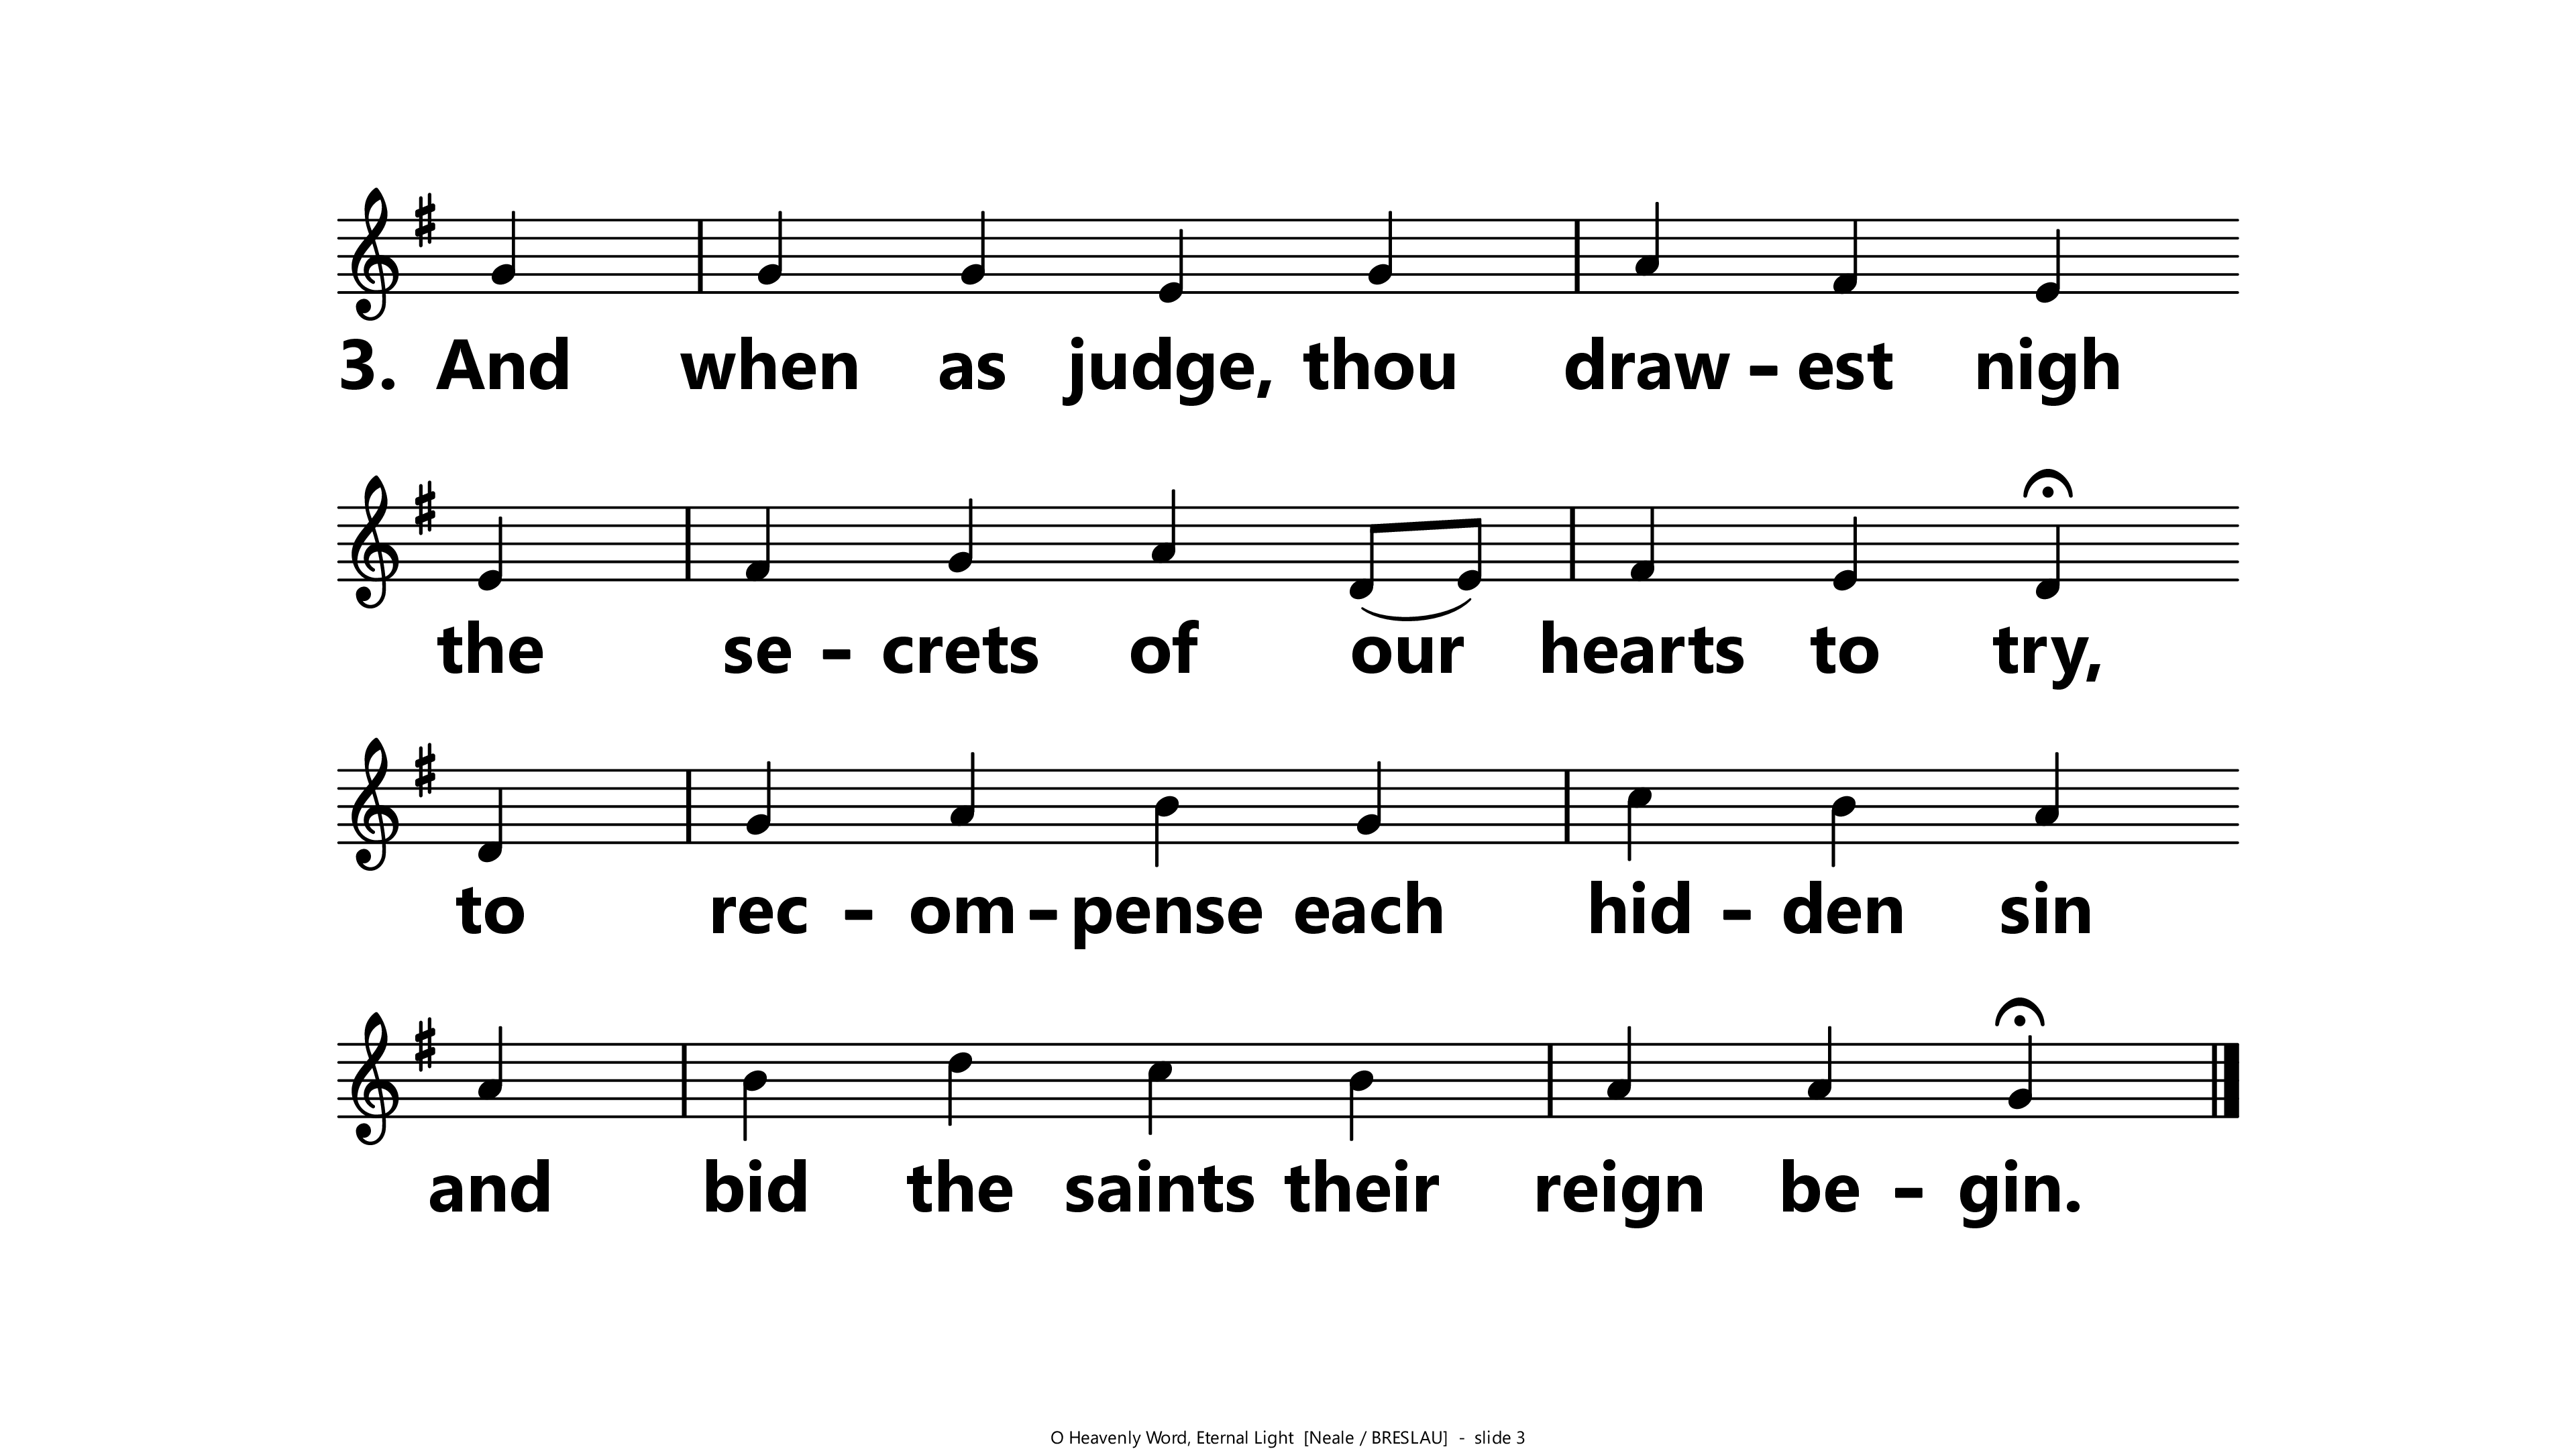 3. And when as judge, thou draw - est nigh
the se - crets of our hearts to try,
to rec - om - pense each hid - den sin
and bid the saints their reign be - gin.
O Heavenly Word, Eternal Light [Neale / BRESLAU] - slide 3